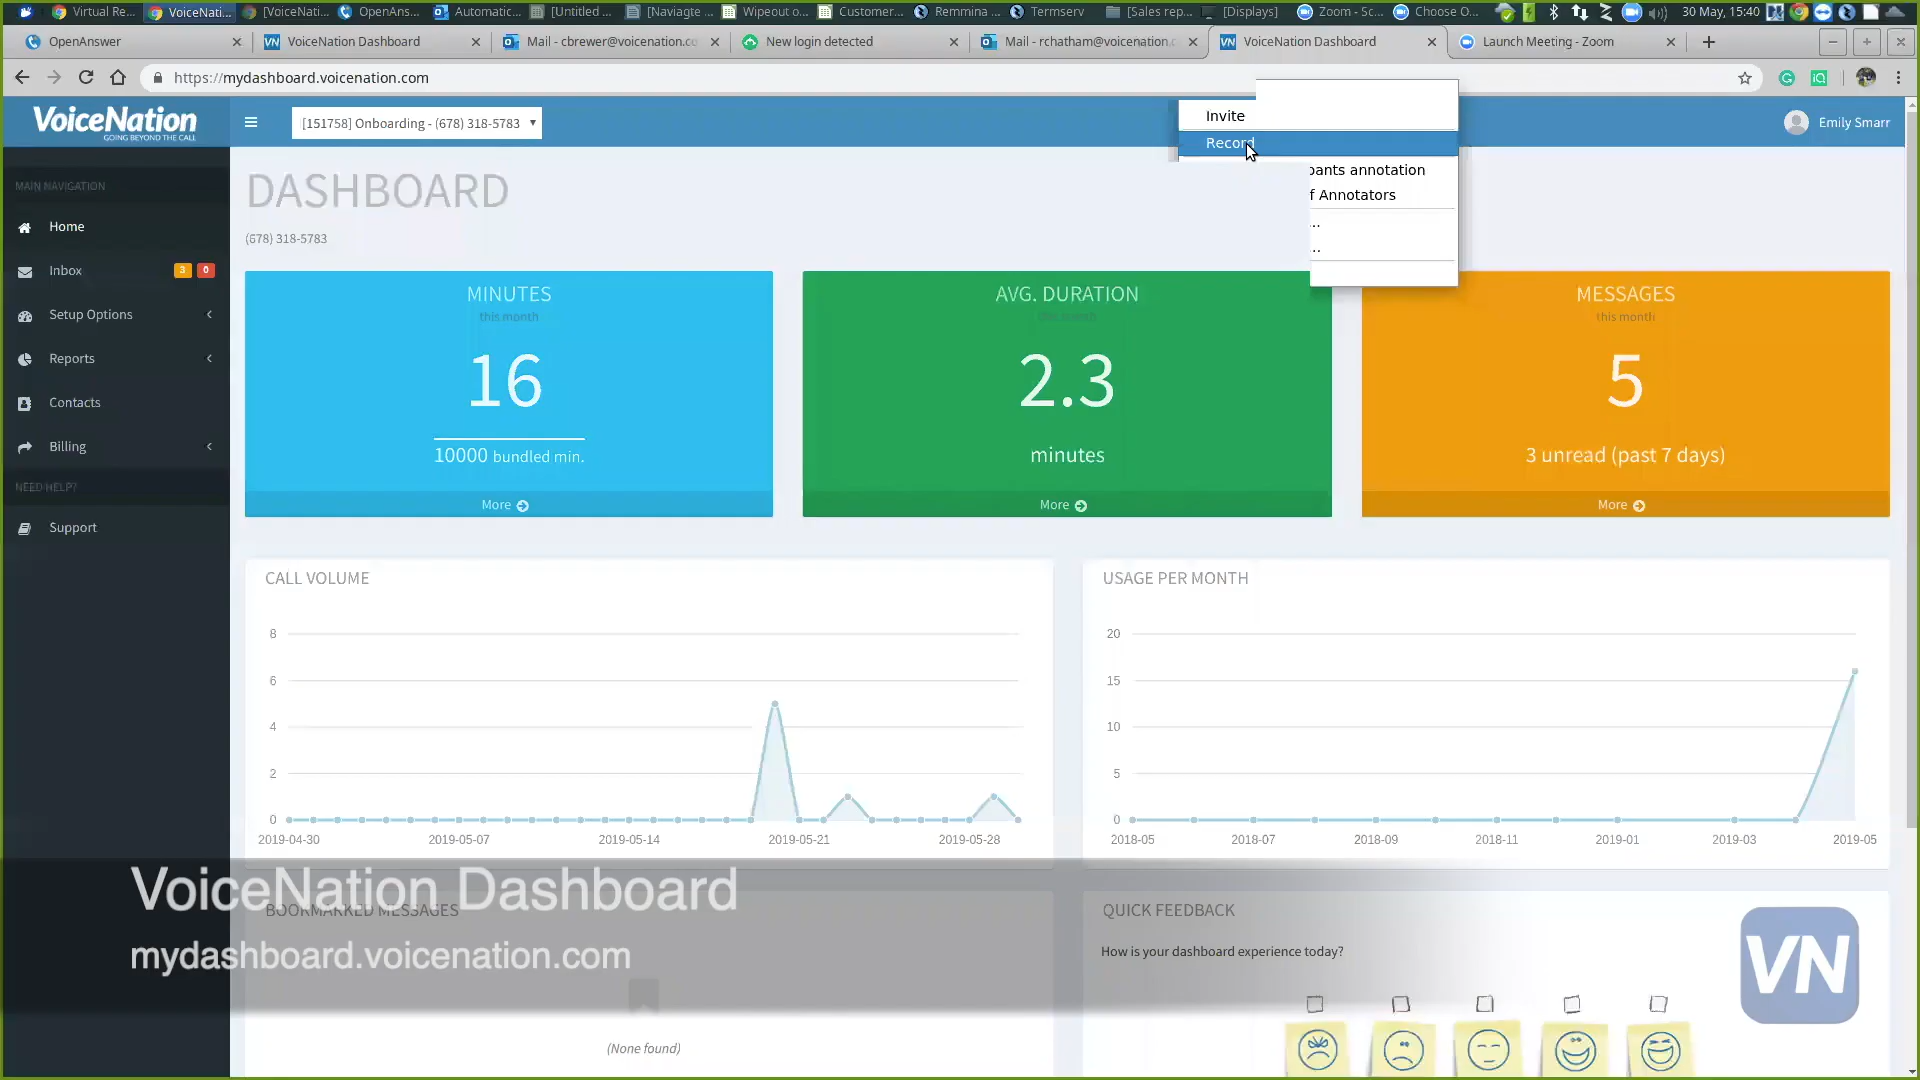 Virtual Re...
VoiceNati...
[VoiceNati...
OpenAns...
Automatic...
[Untitled ...
[Naviagte ...
Wipeout o...
Customer...
Remmina ...
Termserv
[Sales rep...
[Displays]
Zoom - Sc...
Choose O...
30 May, 15:40
OpenAnswer
VoiceNation Dashboard
Mail - cbrewer@voicenation.co
New login detected
Mail - rchatham@voicenation.c
VoiceNation Dashboard
Launch Meeting - Zoom
https://mydashboard.voicenation.com
VoiceNation
GOING BEYOND THE CALL
[151758] Onboarding - (678) 318-5783
Emily Smarr
Invite
Record
pants annotation
f Annotators
...
...
MAIN NAVIGATION
Home
Inbox
3
0
Setup Options
Reports
Contacts
Billing
NEED HELP?
Support
DASHBOARD
(678) 318-5783
MINUTES
this month
16
10000 bundled min.
More
AVG. DURATION
this month
2.3
minutes
More
MESSAGES
this month
5
3 unread (past 7 days)
More
CALL VOLUME
8
6
4
2
0
2019-04-30
2019-05-07
2019-05-14
2019-05-21
2019-05-28
USAGE PER MONTH
20
15
10
5
0
2018-05
2018-07
2018-09
2018-11
2019-01
2019-03
2019-05
VoiceNation Dashboard
BOOKMARKED MESSAGES
mydashboard.voicenation.com
(None found)
QUICK FEEDBACK
How is your dashboard experience today?
VN